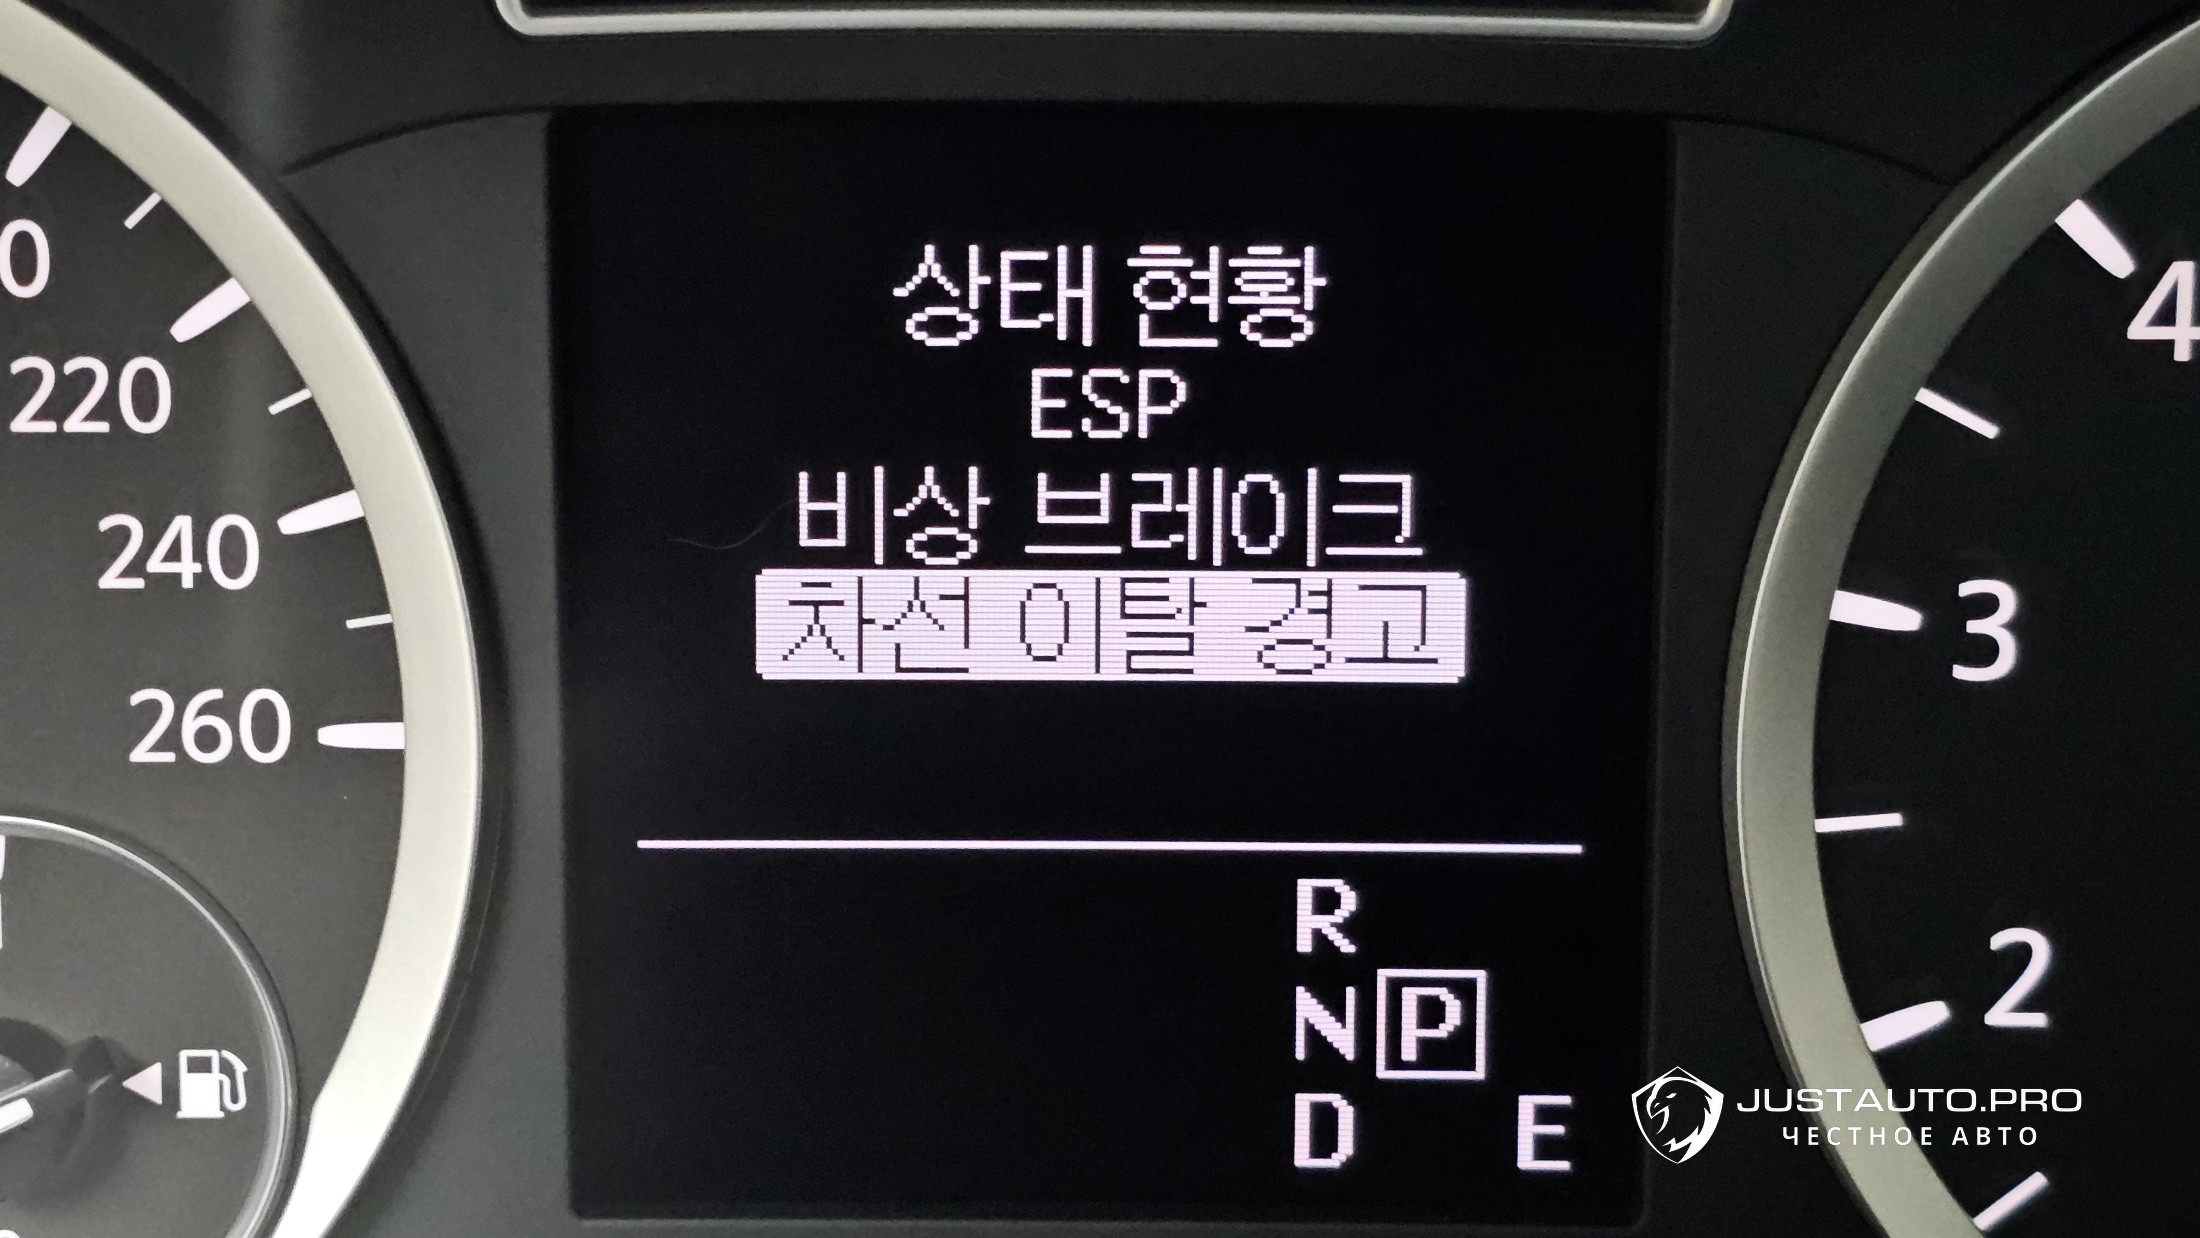 상태 현황
ESP
비상 브레이크
차선 이탈 경고
R
N P
D E
220
240
260
4
3
2
JUSTAUTO.PRO
ЧЕСТНОЕ АВТО